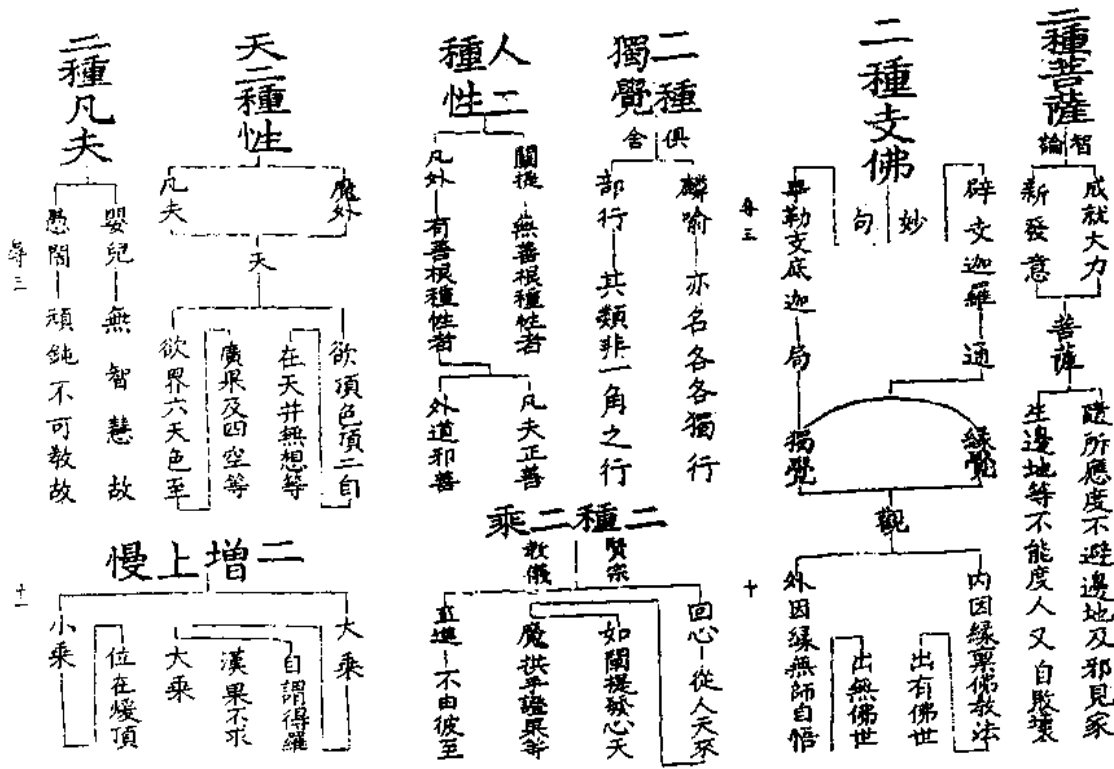 二種菩薩
智論
成就大力
新發意
菩薩
隨所應度不避邊地及邪見家
生邊地等不能度人又自敗壞
二種支佛
妙句
辟支迦羅
通
畢勒支底迦
局
緣覺
獨覺
觀
內因緣稟佛教法
出有佛世
出無佛世
外因緣無師自悟
尋三
十
二種獨覺
俱舍
麟喻
亦名各各獨行
部行
其類非一角之行
人二種性
闡提
無善根種性者
凡外
有善根種性者
凡夫正善
外道邪善
二種二乘
賢宗
教儀
回心
從人天來
如闡提發心天
魔拱手證果等
直進
不由彼至
天二種性
魔外
凡夫
天
欲頂色頂二自
在天并無想等
廣果及四空等
欲界六天色至
二種凡夫
嬰兒
無智慧故
愚闇
頑鈍不可教故
尋三
二增上慢
大乘
自謂得羅
漢果不求
大乘
位在煖頂
小乘
十一